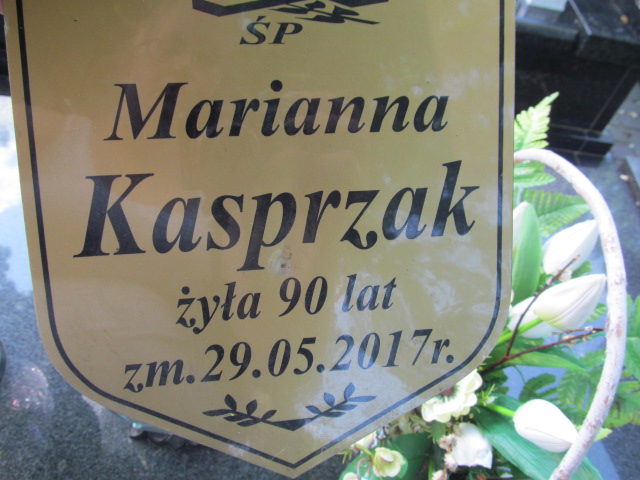 ŚP
Marianna
Kasprzak
żyła 90 lat
zm.29.05.2017r.